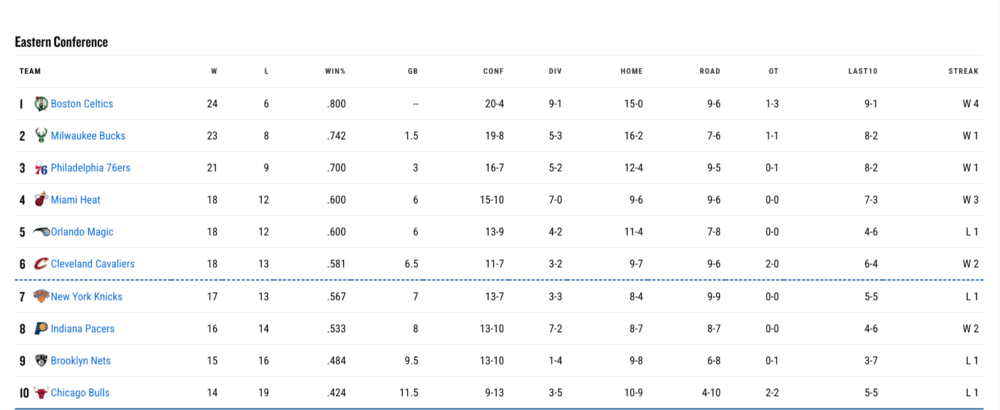 Eastern Conference
TEAM W L WIN% GB CONF DIV HOME ROAD OT LAST10 STREAK
1 Boston Celtics 24 6 .800 -- 20-4 9-1 15-0 9-6 1-3 9-1 W 4
2 Milwaukee Bucks 23 8 .742 1.5 19-8 5-3 16-2 7-6 1-1 8-2 W 1
3 76 Philadelphia 76ers 21 9 .700 3 16-7 5-2 12-4 9-5 0-1 8-2 W 1
4 Miami Heat 18 12 .600 6 15-10 7-0 9-6 9-6 0-0 7-3 W 3
5 Orlando Magic 18 12 .600 6 13-9 4-2 11-4 7-8 0-0 4-6 L 1
6 C Cleveland Cavaliers 18 13 .581 6.5 11-7 3-2 9-7 9-6 2-0 6-4 W 2
7 KNICKS New York Knicks 17 13 .567 7 13-7 3-3 8-4 9-9 0-0 5-5 L 1
8 P Indiana Pacers 16 14 .533 8 13-10 7-2 8-7 8-7 0-0 4-6 W 2
9 NETS B Brooklyn Nets 15 16 .484 9.5 13-10 1-4 9-8 6-8 0-1 3-7 L 1
10 Chicago Bulls 14 19 .424 11.5 9-13 3-5 10-9 4-10 2-2 5-5 L 1